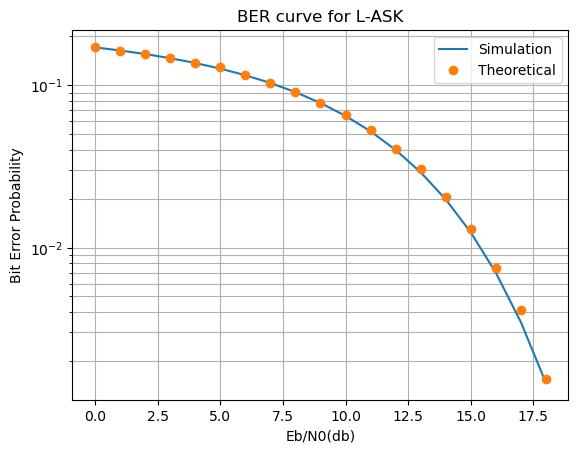 BER curve for L-ASK
Simulation
Theoretical
Bit Error Probability
10⁻¹
10⁻²
0.0 2.5 5.0 7.5 10.0 12.5 15.0 17.5
Eb/N0(db)